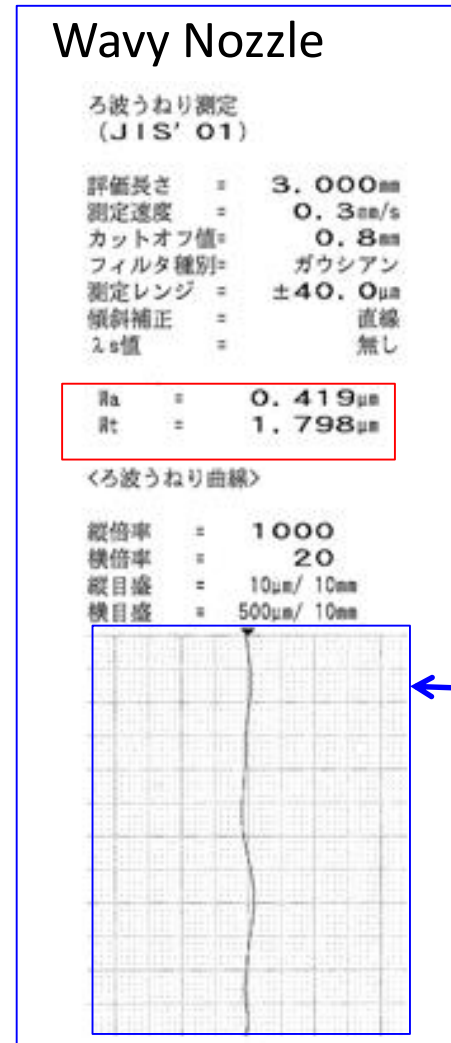 Wavy Nozzle
ろ波うねり測定
(JIS' 01)
評価長さ = 3. 000mm
測定速度 = 0. 3mm/s
カットオフ値= 0. 8mm
フィルタ種別= ガウシアン
測定レンジ = ±40. 0μm
傾斜補正 = 直線
λs値 = 無し
Wa = 0. 419μm
Wt = 1. 798μm
<ろ波うねり曲線>
縦倍率 = 1000
横倍率 = 20
縦目盛 = 10μm/ 10mm
横目盛 = 500μm/ 10mm